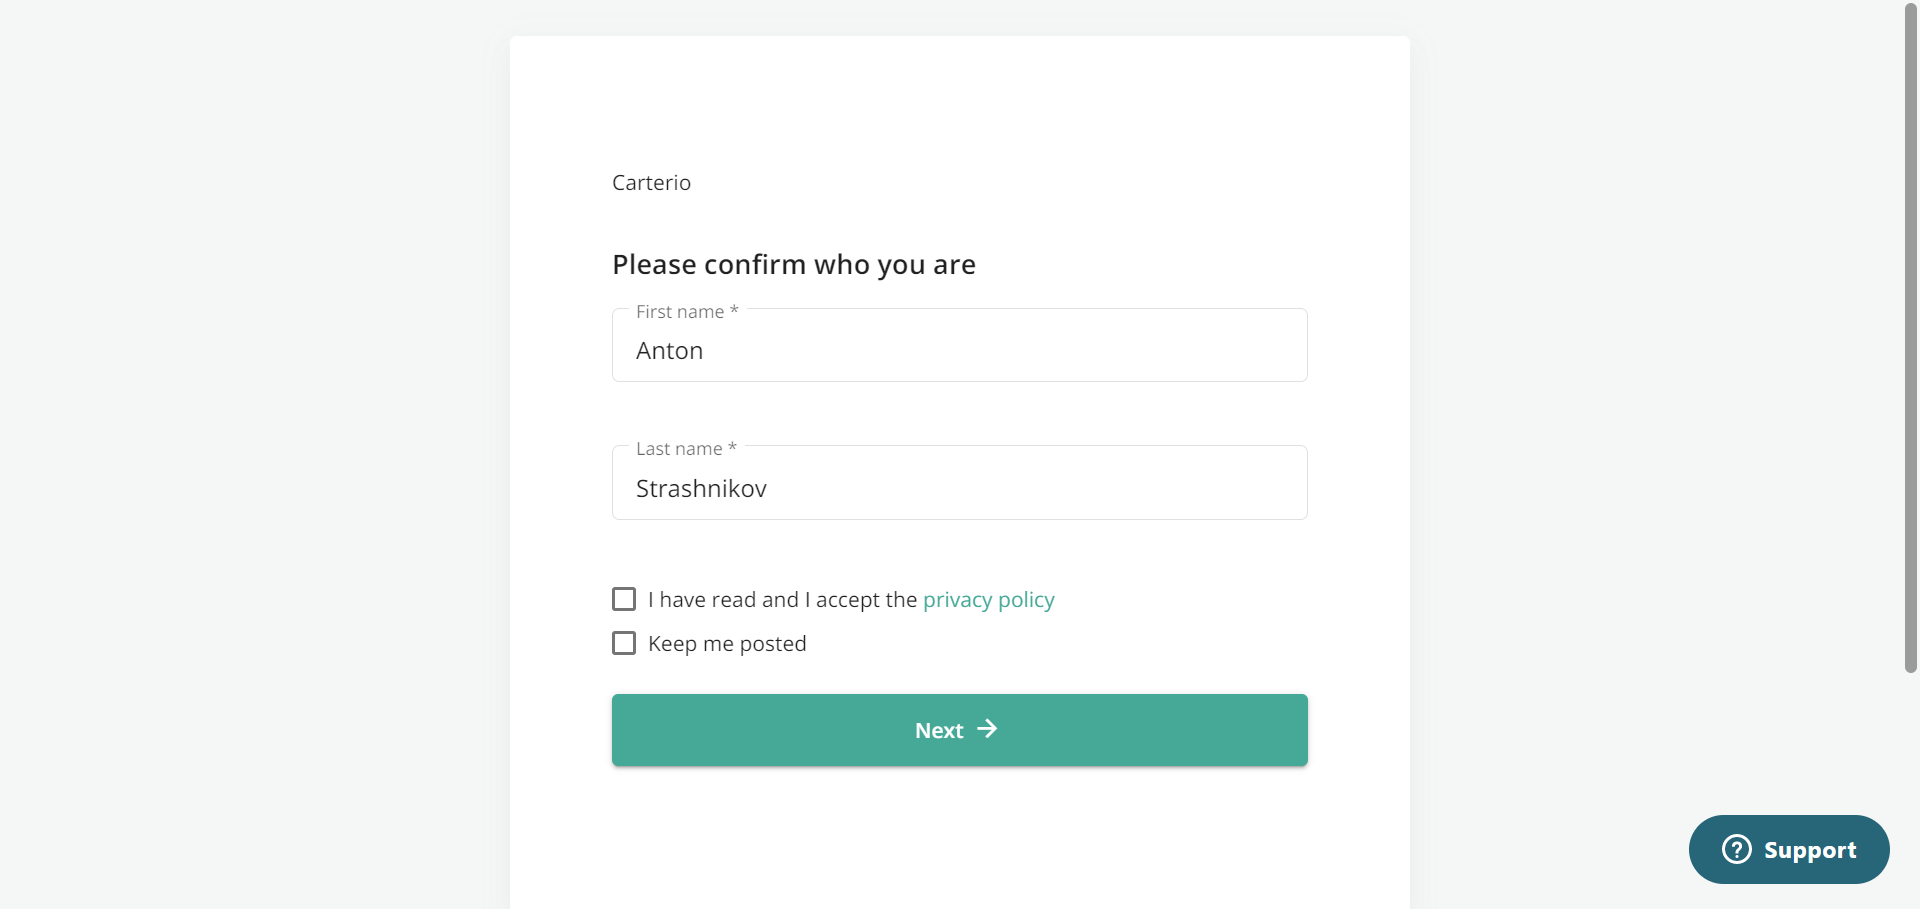 Carterio
Please confirm who you are
First name *
Anton
Last name *
Strashnikov
I have read and I accept the privacy policy
Keep me posted
Next →
Support